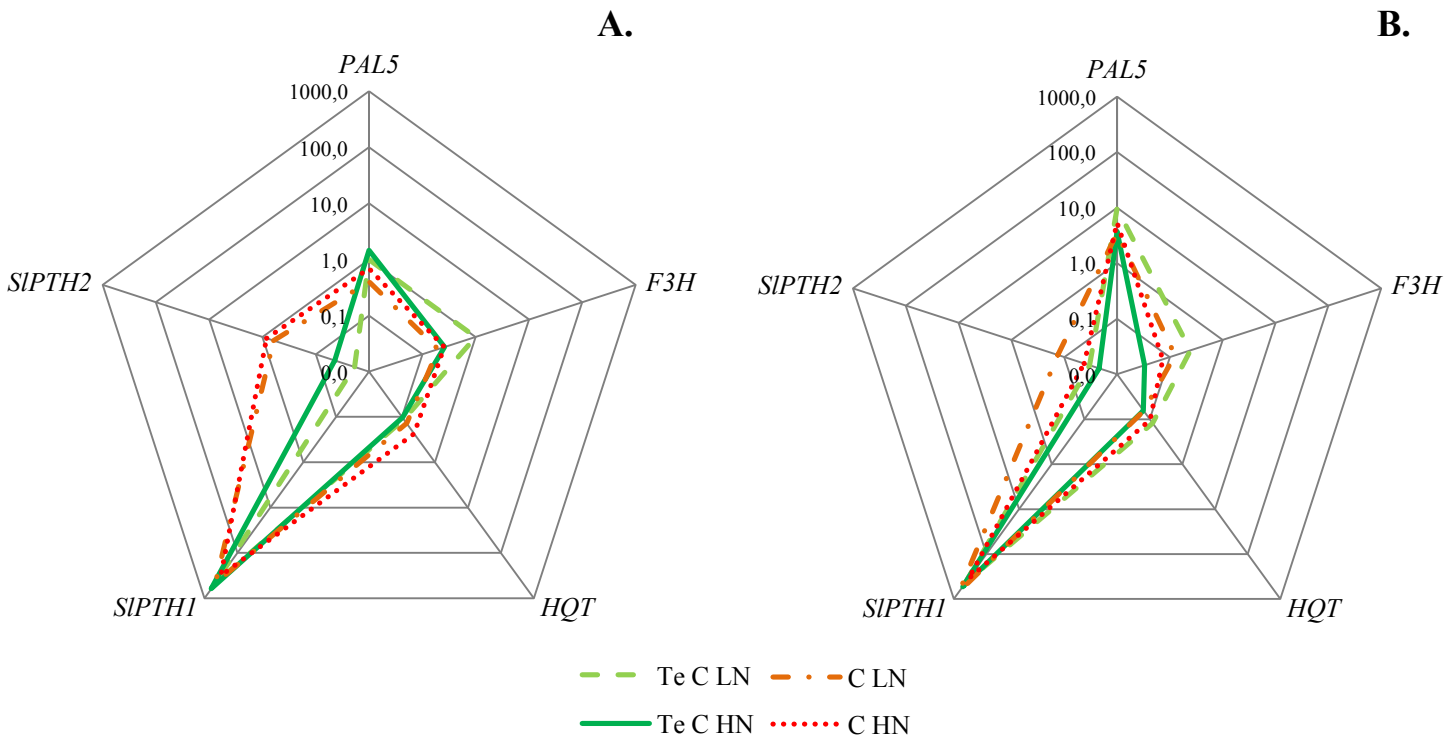 A.
PAL5
1000,0
100,0
10,0
1,0
0,1
0,0
SlPTH2
F3H
SlPTH1
HQT
B.
PAL5
1000,0
100,0
10,0
1,0
0,1
0,0
SlPTH2
F3H
SlPTH1
HQT
Te C LN
C LN
Te C HN
C HN